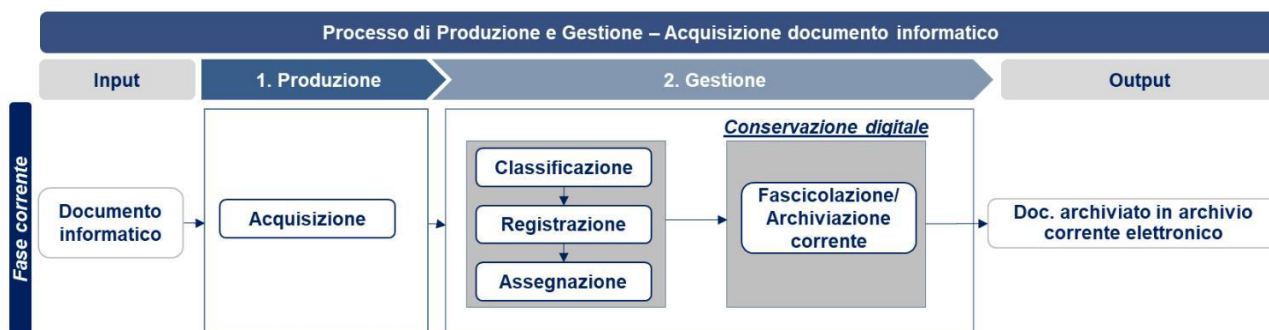 Processo di Produzione e Gestione – Acquisizione documento informatico
Input
1. Produzione
2. Gestione
Output
Fase corrente
Conservazione digitale
Documento
informatico
Acquisizione
Classificazione
Registrazione
Assegnazione
Fascicolazione/
Archiviazione
corrente
Doc. archiviato in archivio
corrente elettronico